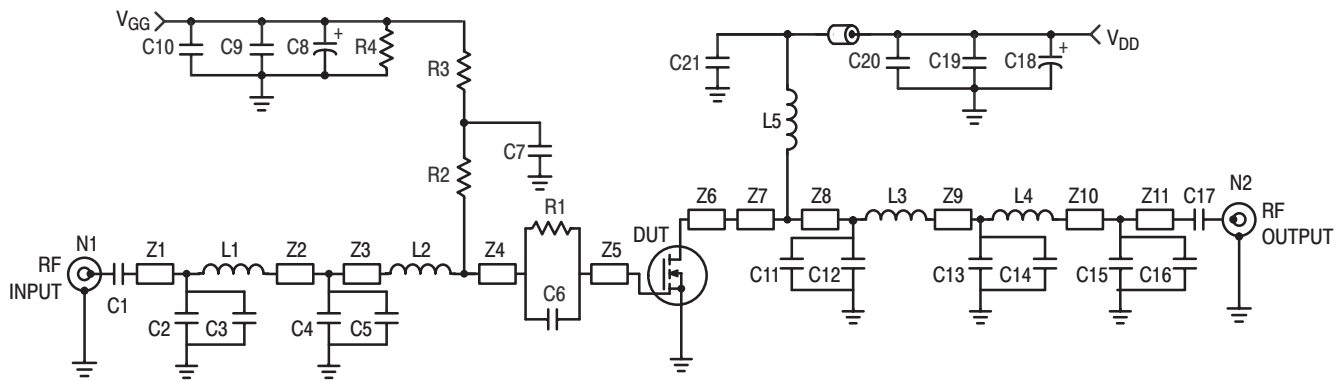 V_GG
C10
C9
C8
+
R4
R3
C7
R2
C21
C20
C19
C18
+
V_DD
L5
N1
RF
INPUT
C1
Z1
L1
Z2
Z3
L2
Z4
R1
C6
Z5
DUT
C2
C3
C4
C5
Z6
Z7
Z8
L3
Z9
L4
Z10
Z11
C17
N2
RF
OUTPUT
C11
C12
C13
C14
C15
C16